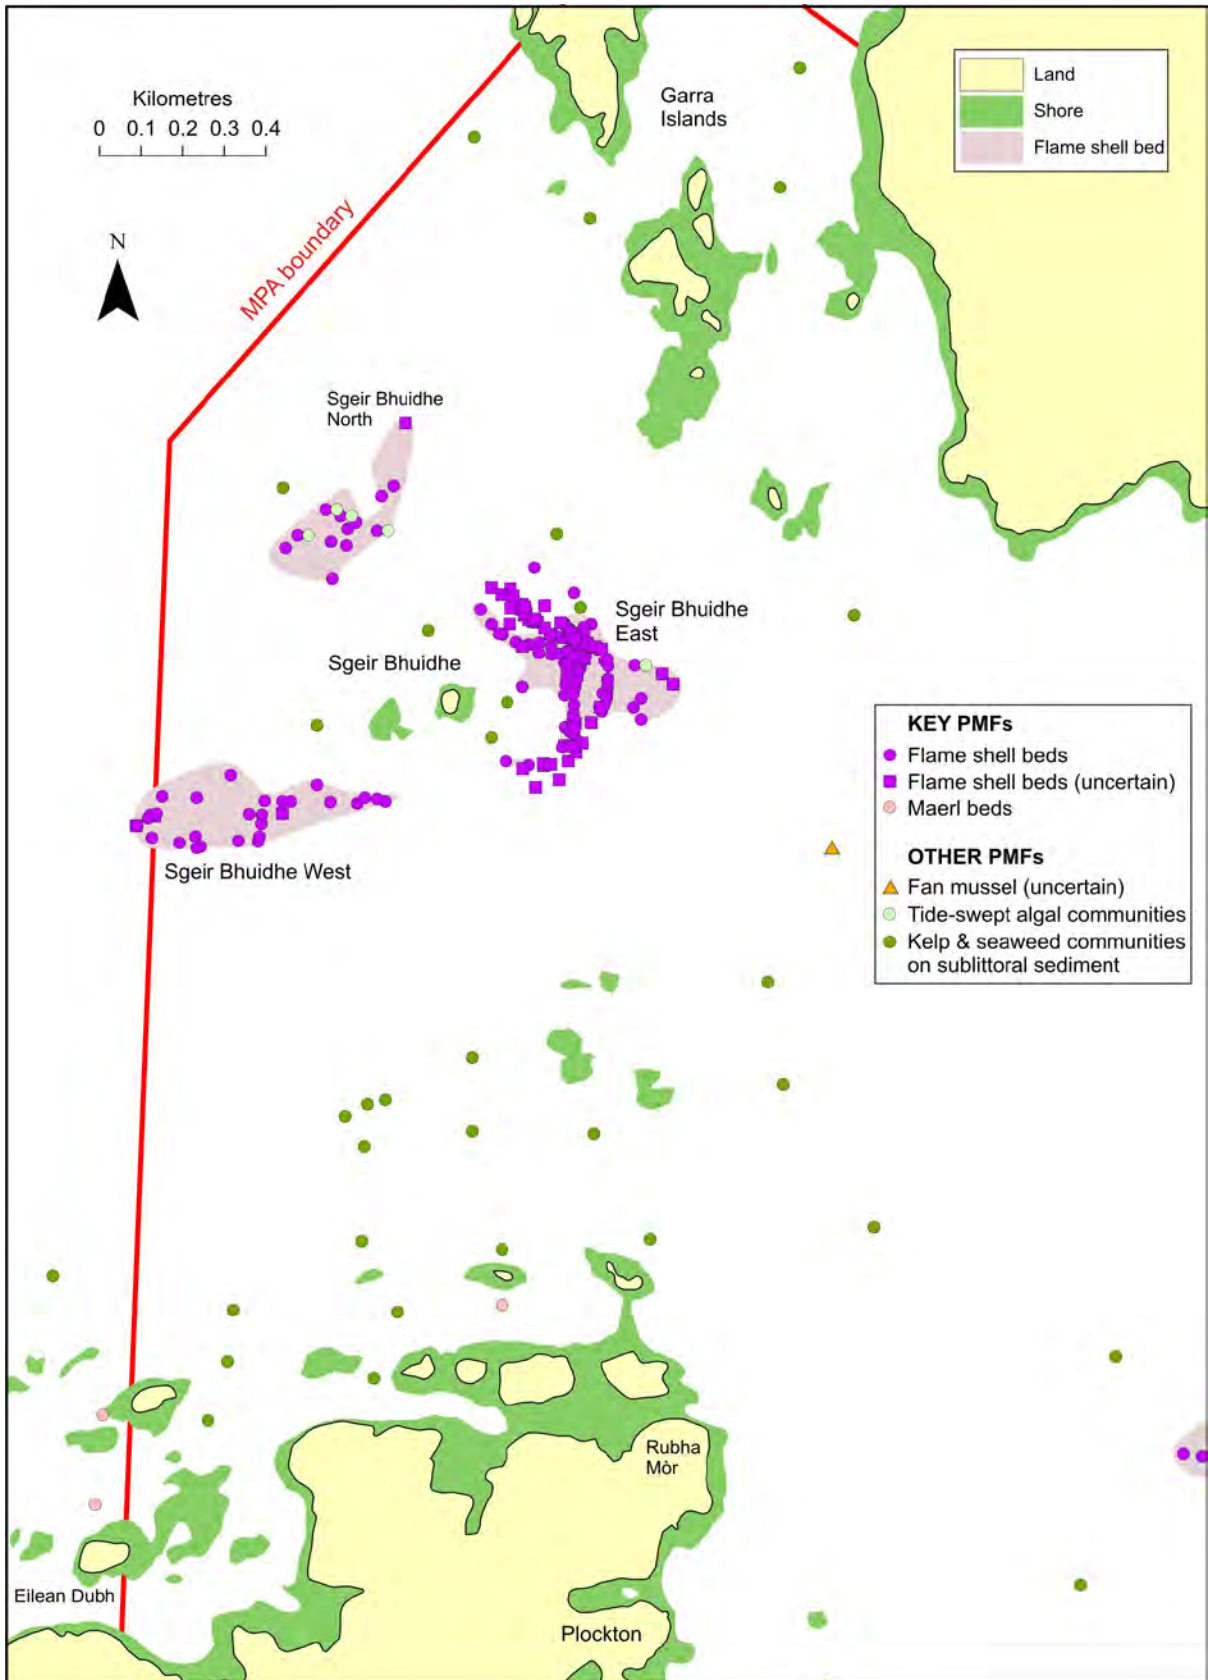 Garra
Islands
Land
Shore
Flame shell bed
Kilometres
0 0.1 0.2 0.3 0.4
N
MPA boundary
Sgeir Bhuidhe
North
Sgeir Bhuidhe
East
Sgeir Bhuidhe
KEY PMFs
Flame shell beds
Flame shell beds (uncertain)
Maerl beds
OTHER PMFs
Fan mussel (uncertain)
Tide-swept algal communities
Kelp & seaweed communities
on sublittoral sediment
Sgeir Bhuidhe West
Rubha
Mòr
Eilean Dubh
Plockton